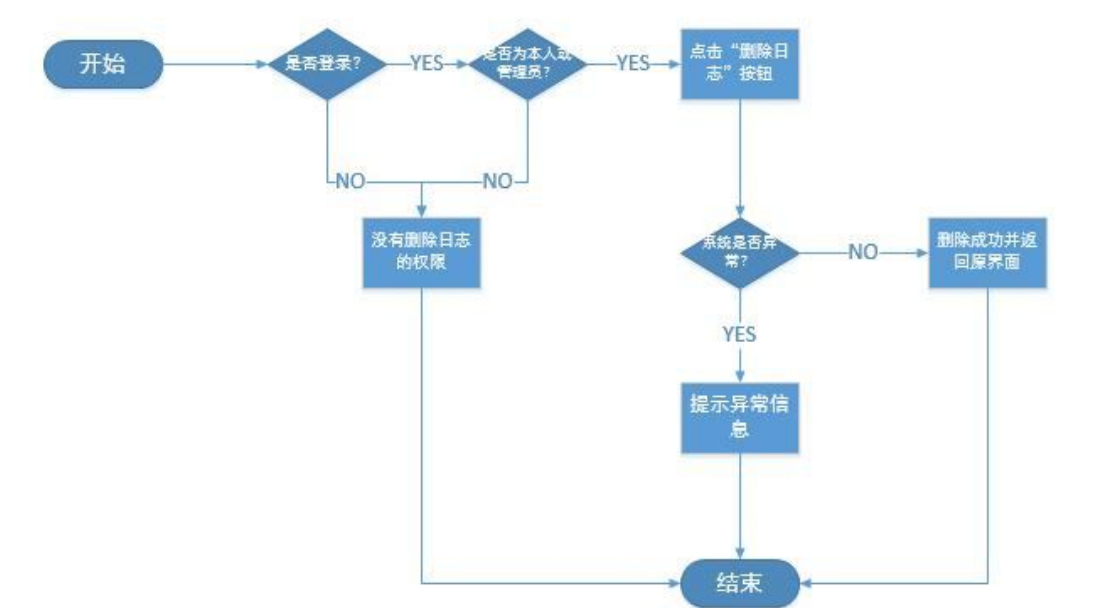 开始
是否登录？
YES
是否为本人或
管理员？
YES
点击“删除日
志”按钮
NO
NO
没有删除日志
的权限
系统是否异
常？
NO
删除成功并返
回原界面
YES
提示异常信
息
结束